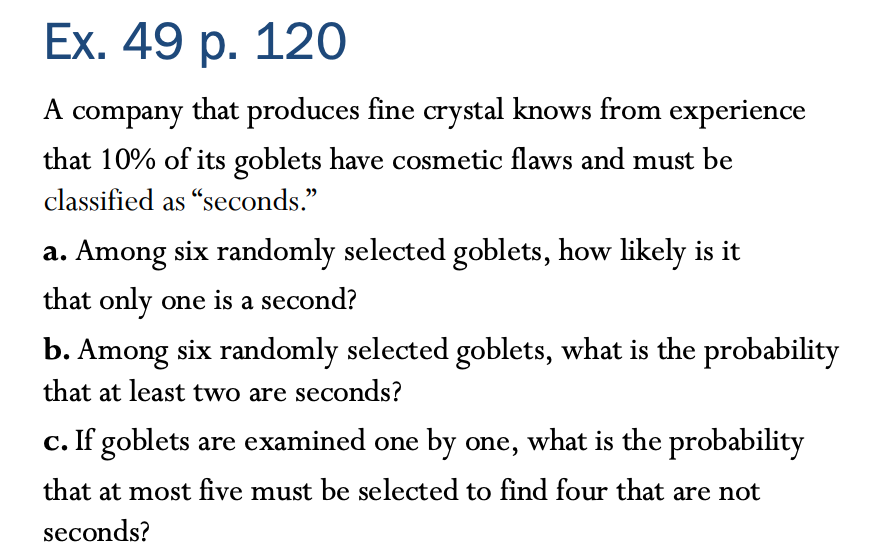 Ex. 49 p. 120
A company that produces fine crystal knows from experience
that 10% of its goblets have cosmetic flaws and must be
classified as “seconds.”
a. Among six randomly selected goblets, how likely is it
that only one is a second?
b. Among six randomly selected goblets, what is the probability
that at least two are seconds?
c. If goblets are examined one by one, what is the probability
that at most five must be selected to find four that are not
seconds?